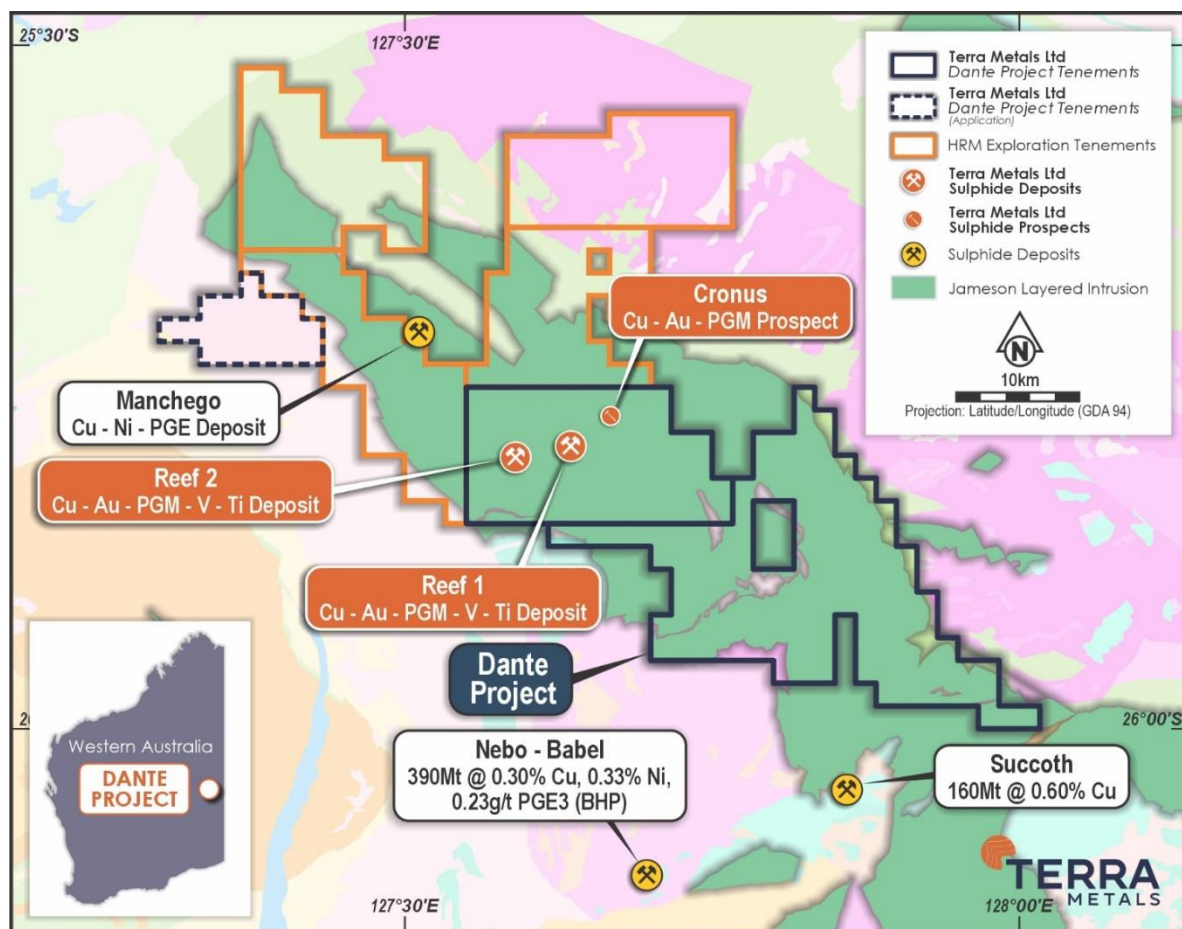 25°30'S
127°30'E
Terra Metals Ltd
Dante Project Tenements
Terra Metals Ltd
Dante Project Tenements
(Application)
HRM Exploration Tenements
Terra Metals Ltd
Sulphide Deposits
Terra Metals Ltd
Sulphide Prospects
Sulphide Deposits
Jameson Layered Intrusion
N
10km
Projection: Latitude/Longitude (GDA 94)
Cronus
Cu - Au - PGM Prospect
Manchego
Cu - Ni - PGE Deposit
Reef 2
Cu - Au - PGM - V - Ti Deposit
Reef 1
Cu - Au - PGM - V - Ti Deposit
Dante
Project
26°00'S
Nebo - Babel
390Mt @ 0.30% Cu, 0.33% Ni,
0.23g/t PGE3 (BHP)
Succoth
160Mt @ 0.60% Cu
Western Australia
DANTE
PROJECT
127°30'E
128°00'E
TERRA
METALS